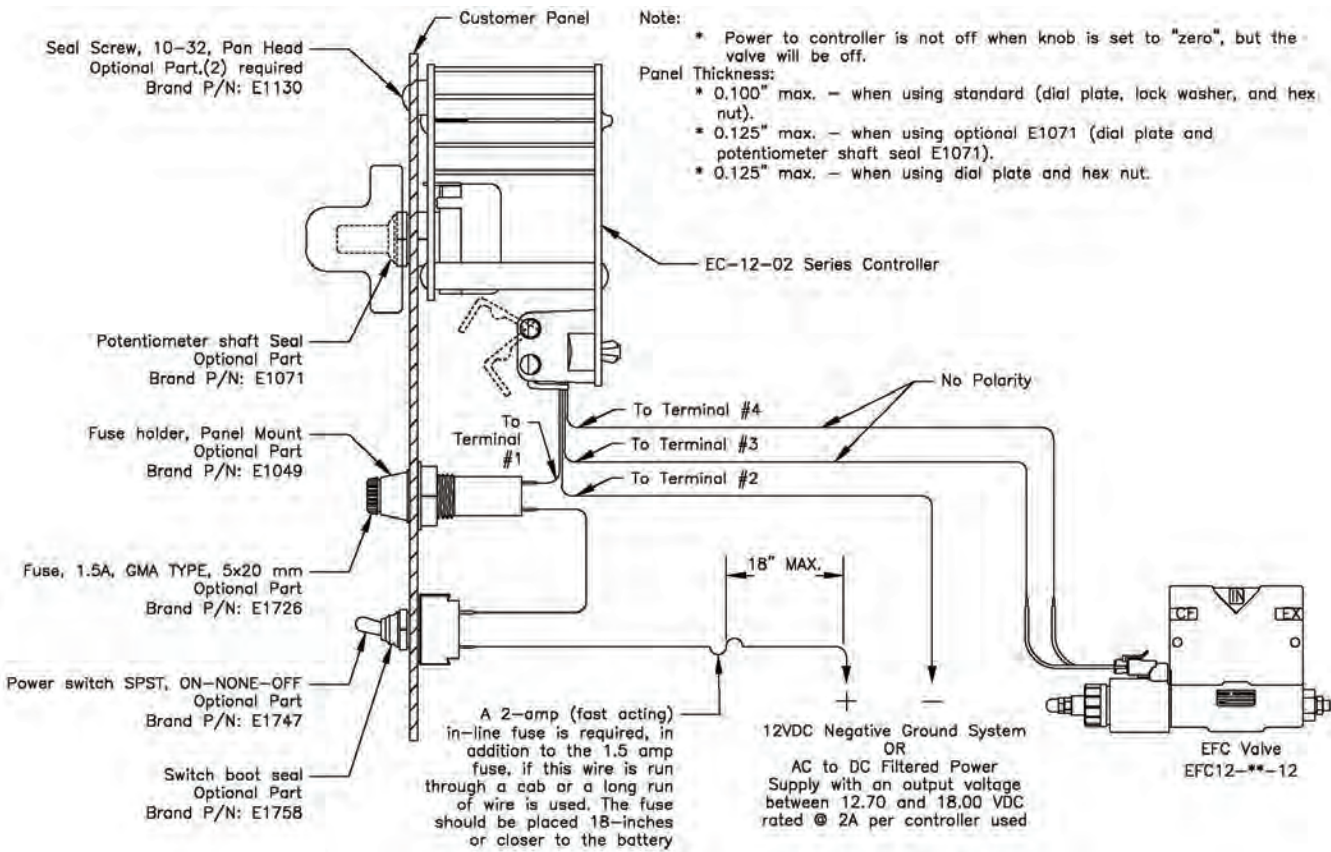 Customer Panel
Note:
* Power to controller is not off when knob is set to "zero", but the
valve will be off.
Panel Thickness:
* 0.100" max. – when using standard (dial plate, lock washer, and hex
nut).
* 0.125" max. – when using optional E1071 (dial plate and
potentiometer shaft seal E1071).
* 0.125" max. – when using dial plate and hex nut.
Seal Screw, 10-32, Pan Head
Optional Part,(2) required
Brand P/N: E1130
EC-12-02 Series Controller
Potentiometer shaft Seal
Optional Part
Brand P/N: E1071
No Polarity
To Terminal #4
To Terminal #3
To Terminal #2
To
Terminal
#1
Fuse holder, Panel Mount
Optional Part
Brand P/N: E1049
Fuse, 1.5A, GMA TYPE, 5x20 mm
Optional Part
Brand P/N: E1726
18" MAX.
IN
CF
EX
Power switch SPST, ON-NONE-OFF
Optional Part
Brand P/N: E1747
Switch boot seal
Optional Part
Brand P/N: E1758
A 2-amp (fast acting)
in-line fuse is required, in
addition to the 1.5 amp
fuse, if this wire is run
through a cab or a long run
of wire is used. The fuse
should be placed 18-inches
or closer to the battery
+
–
12VDC Negative Ground System
OR
AC to DC Filtered Power
Supply with an output voltage
between 12.70 and 18.00 VDC
rated @ 2A per controller used
EFC Valve
EFC12-**-12